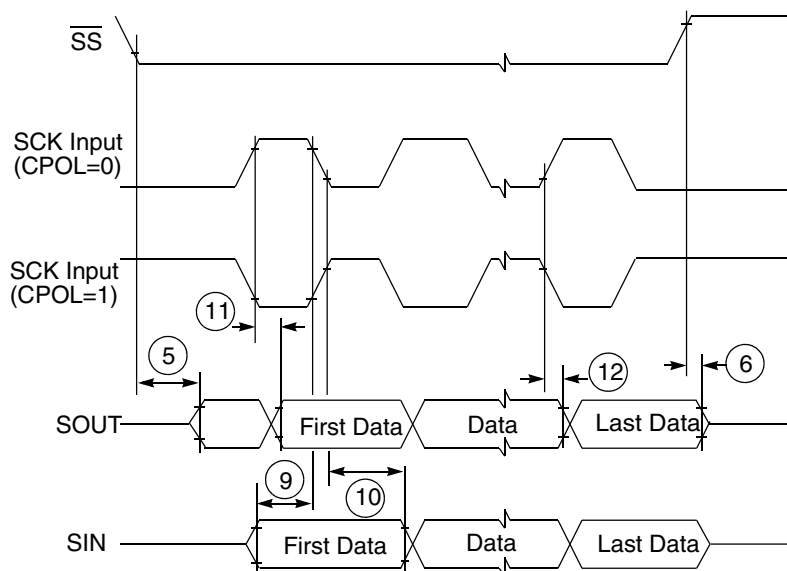 SS
SCK Input
(CPOL=0)
SCK Input
(CPOL=1)
11
5
12
6
SOUT
First Data
Data
Last Data
9
10
SIN
First Data
Data
Last Data